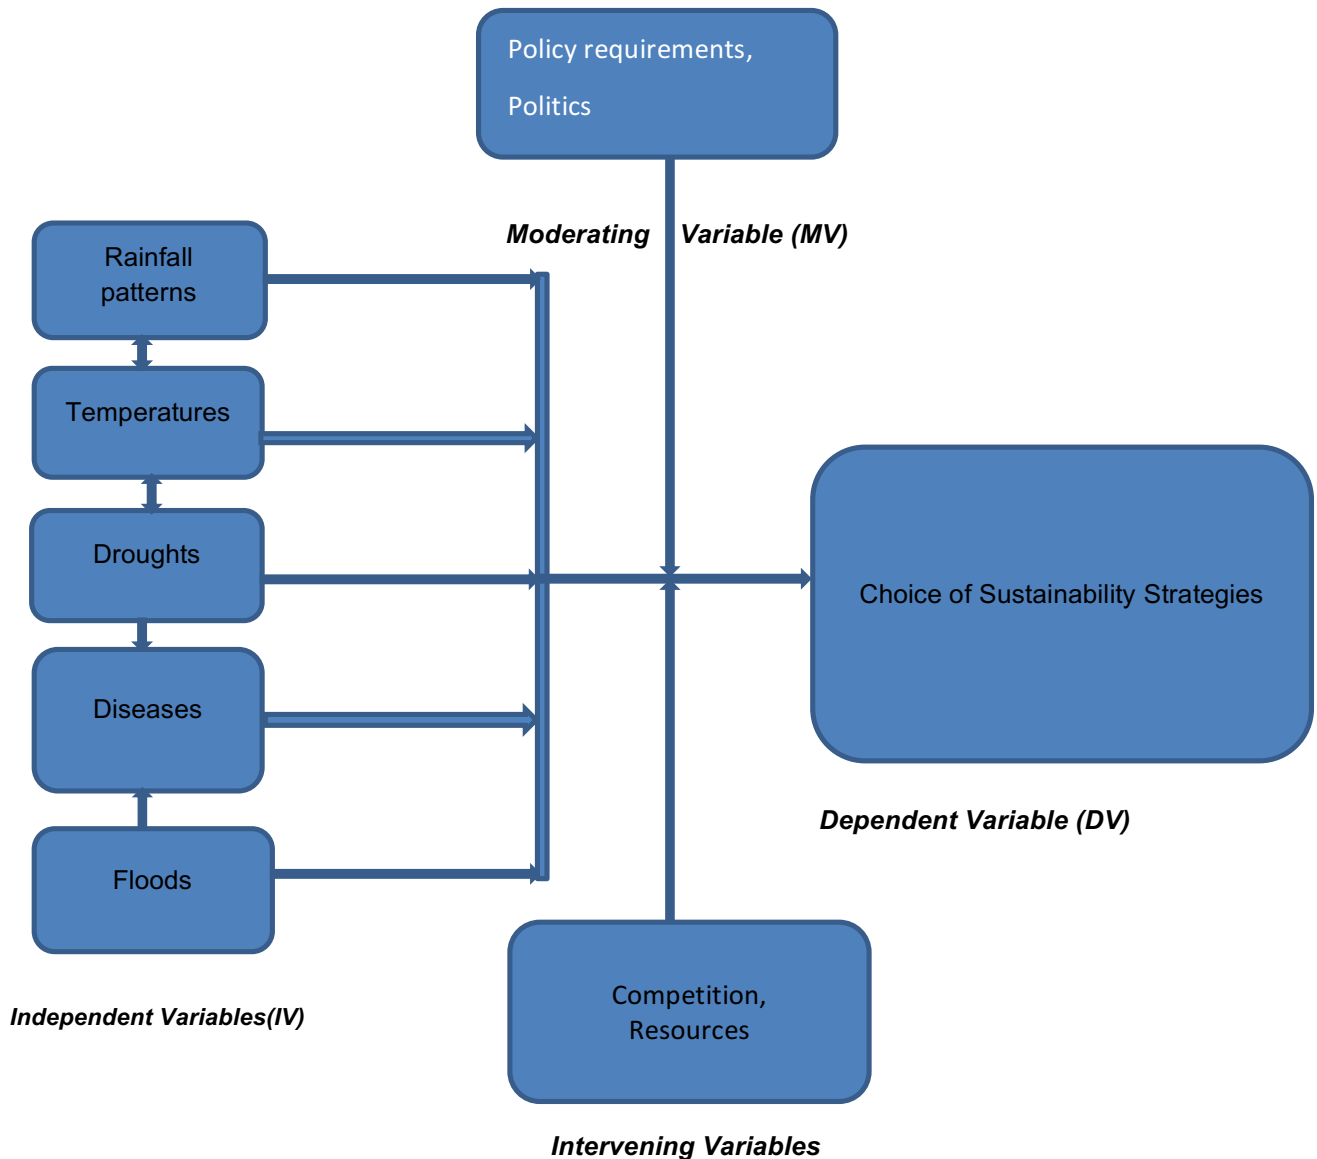 Policy requirements,
Politics
Moderating Variable (MV)
Rainfall
patterns
Temperatures
Droughts
Choice of Sustainability Strategies
Diseases
Dependent Variable (DV)
Floods
Competition,
Resources
Independent Variables(IV)
Intervening Variables